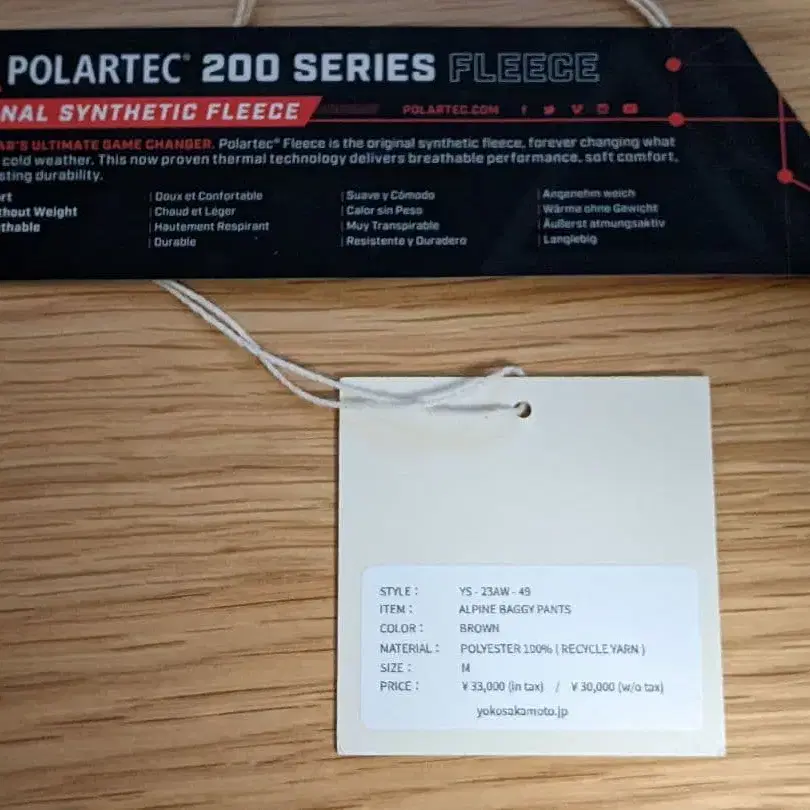 POLARTEC® 200 SERIES FLEECE
NAL SYNTHETIC FLEECE
POLARTEC.COM
AR'S ULTIMATE GAME CHANGER. Polartec® Fleece is the original synthetic fleece, forever changing what
cold weather. This now proven thermal technology delivers breathable performance, soft comfort,
sting durability.
rt
thout Weight
thable
Doux et Confortable
Chaud et Léger
Hautement Respirant
Durable
Suave y Cómodo
Calor sin Peso
Muy Transpirable
Resistente y Duradero
Angenehm weich
Wärme ohne Gewicht
Äußerst atmungsaktiv
Langlebig
STYLE : YS - 23AW - 49
ITEM : ALPINE BAGGY PANTS
COLOR : BROWN
MATERIAL : POLYESTER 100% ( RECYCLE YARN )
SIZE : M
PRICE : ¥ 33,000 (in tax) / ¥ 30,000 (w/o tax)
yokosakamoto.jp